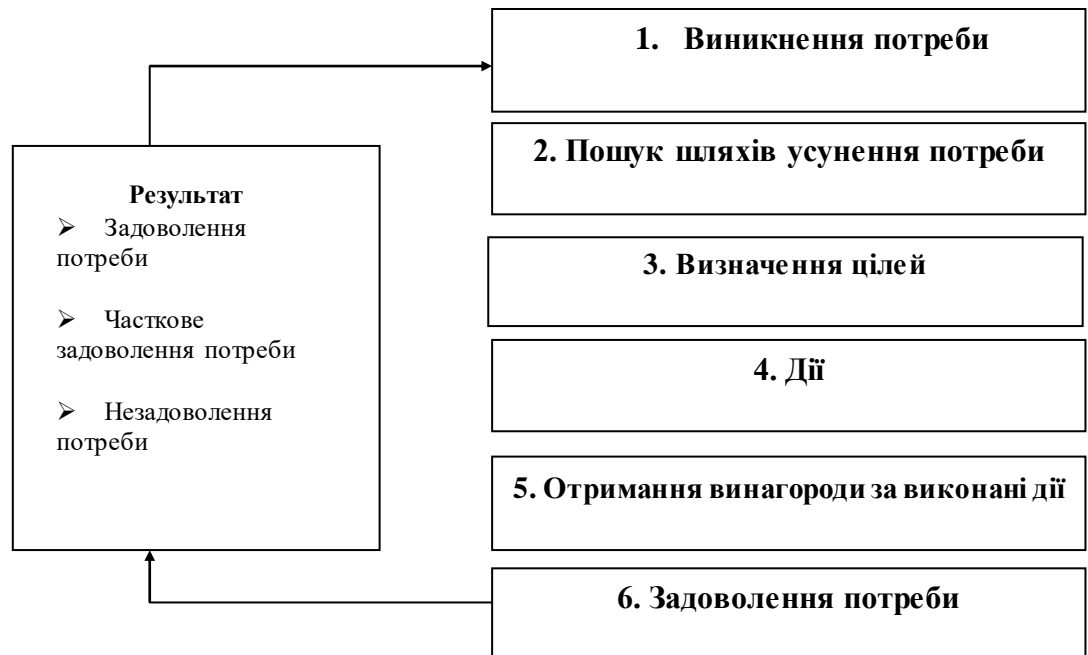 1. Виникнення потреби
2. Пошук шляхів усунення потреби
3. Визначення цілей
4. Дії
5. Отримання винагороди за виконані дії
6. Задоволення потреби
Результат
➢ Задоволення
потреби
➢ Часткове
задоволення потреби
➢ Незадоволення
потреби